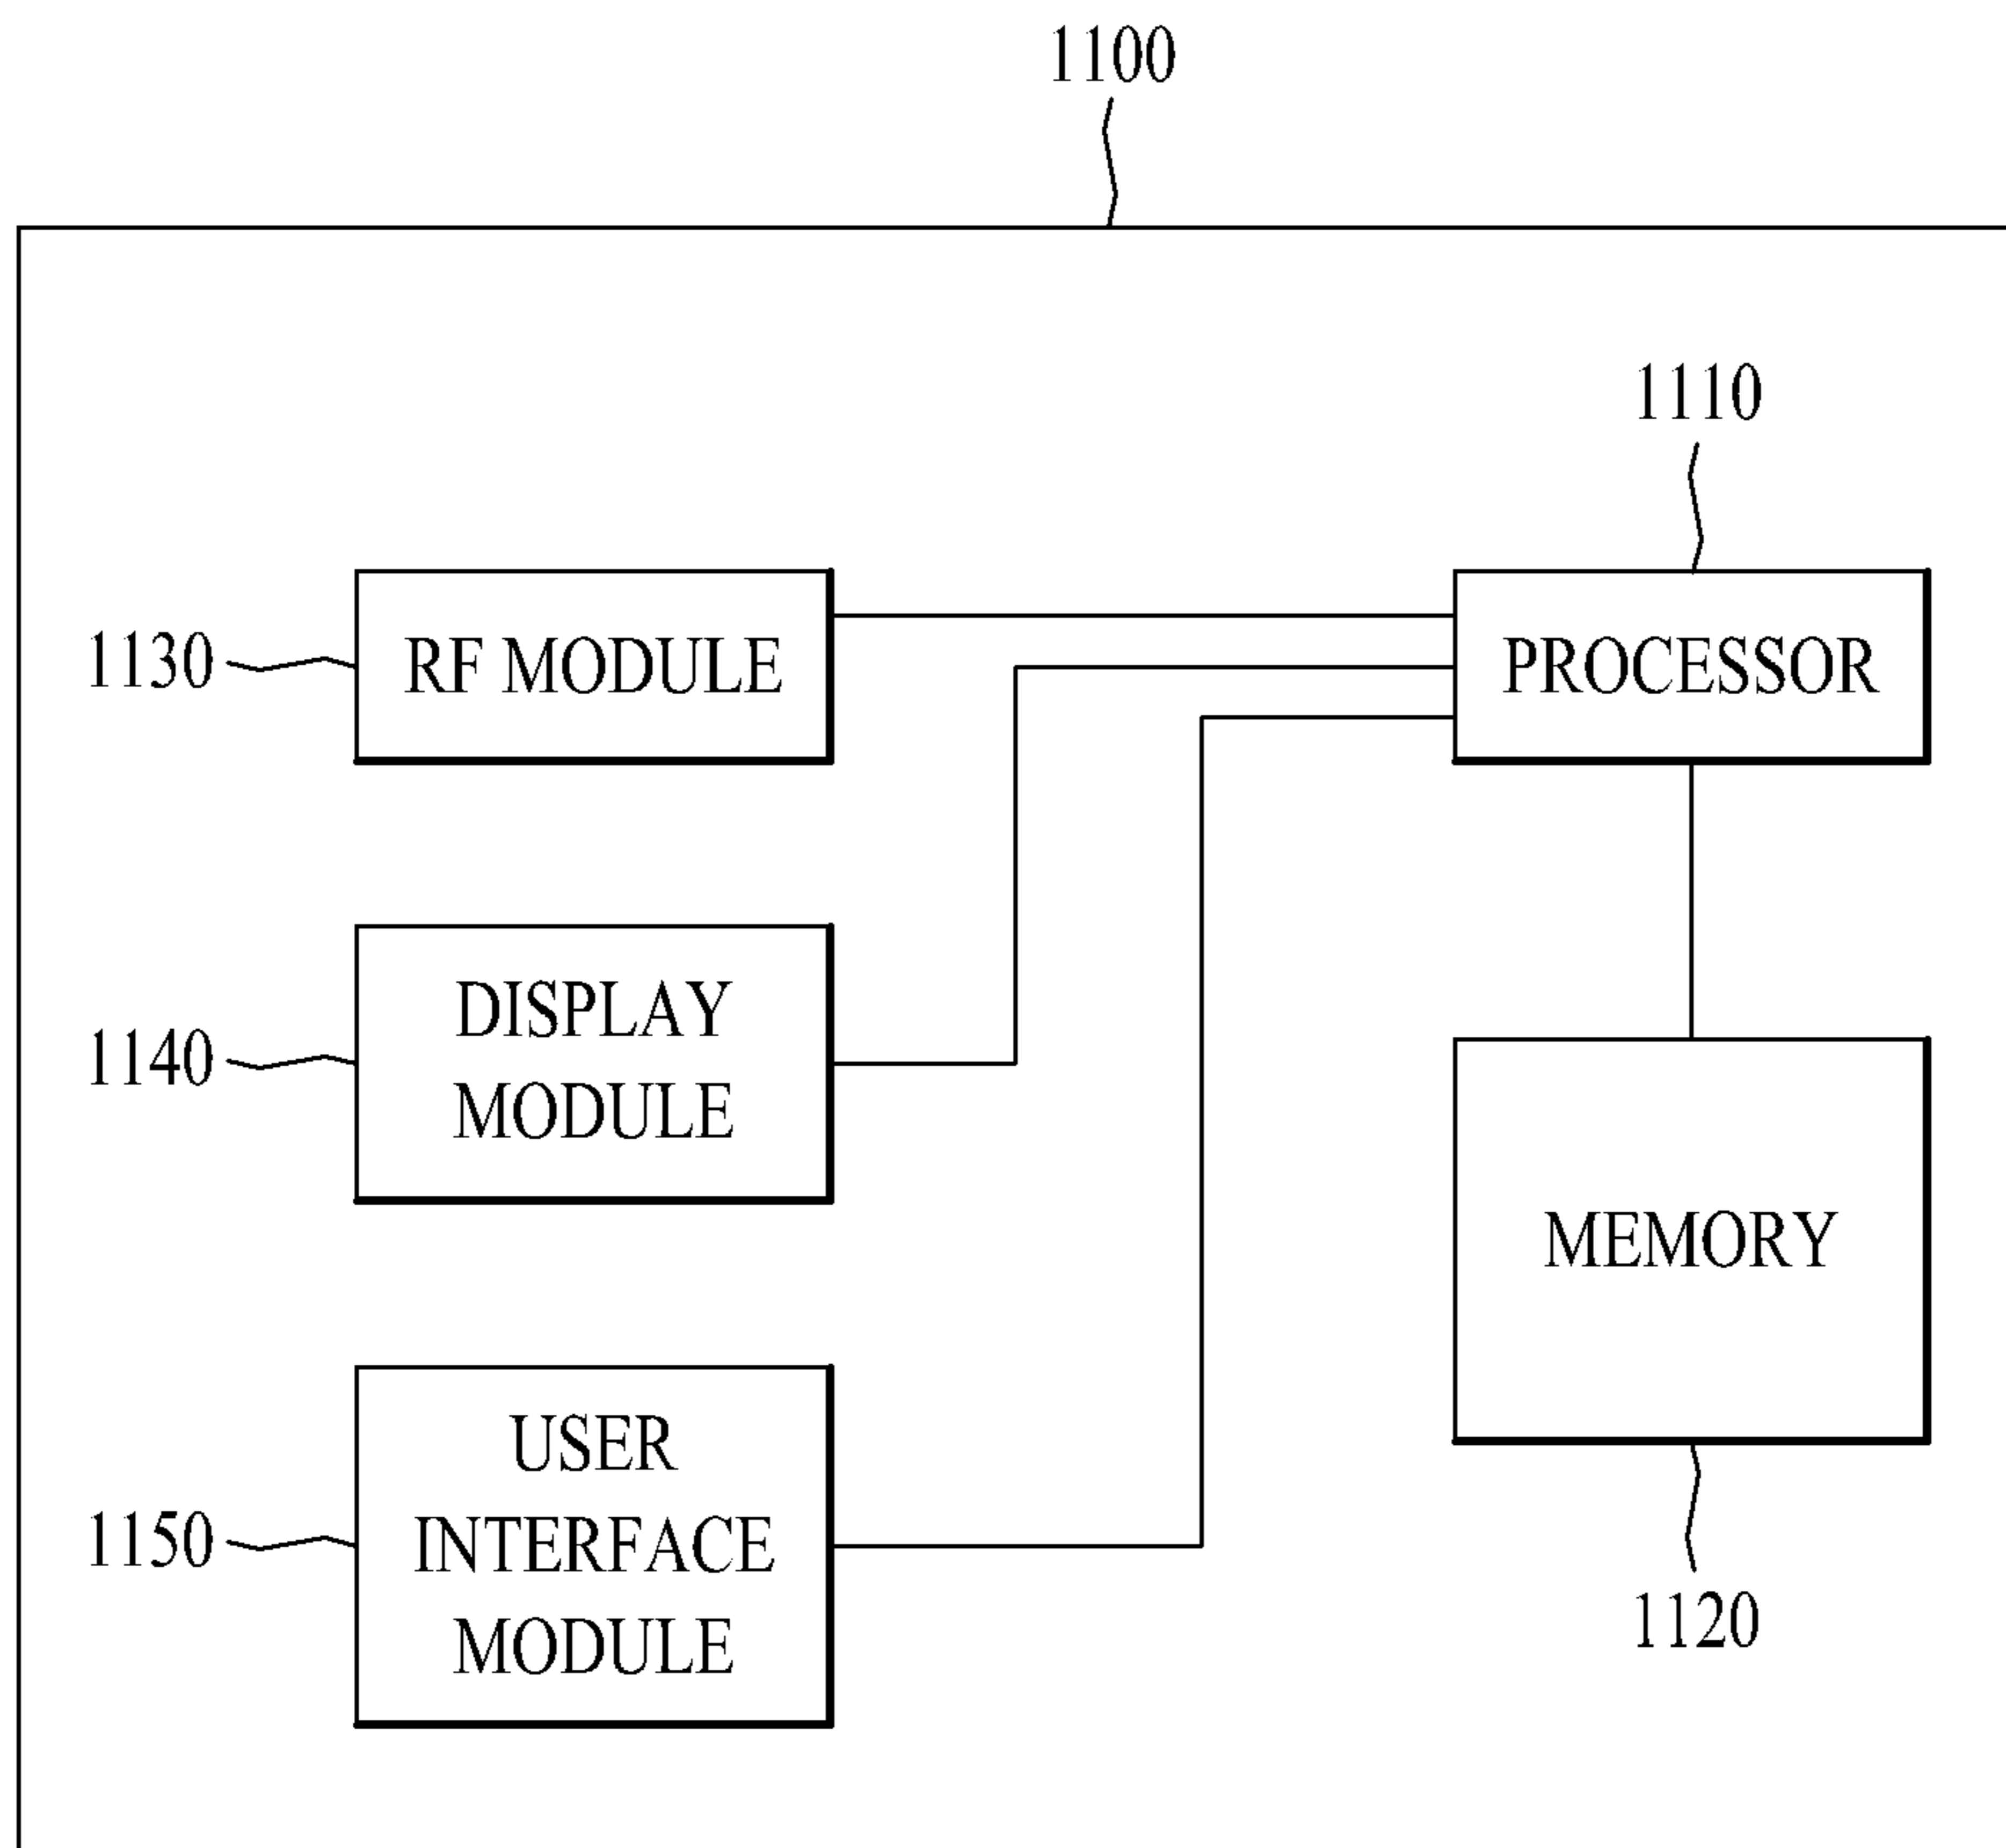 1100
1110
1130
RF MODULE
PROCESSOR
1140
DISPLAY
MODULE
MEMORY
1150
USER
INTERFACE
MODULE
1120